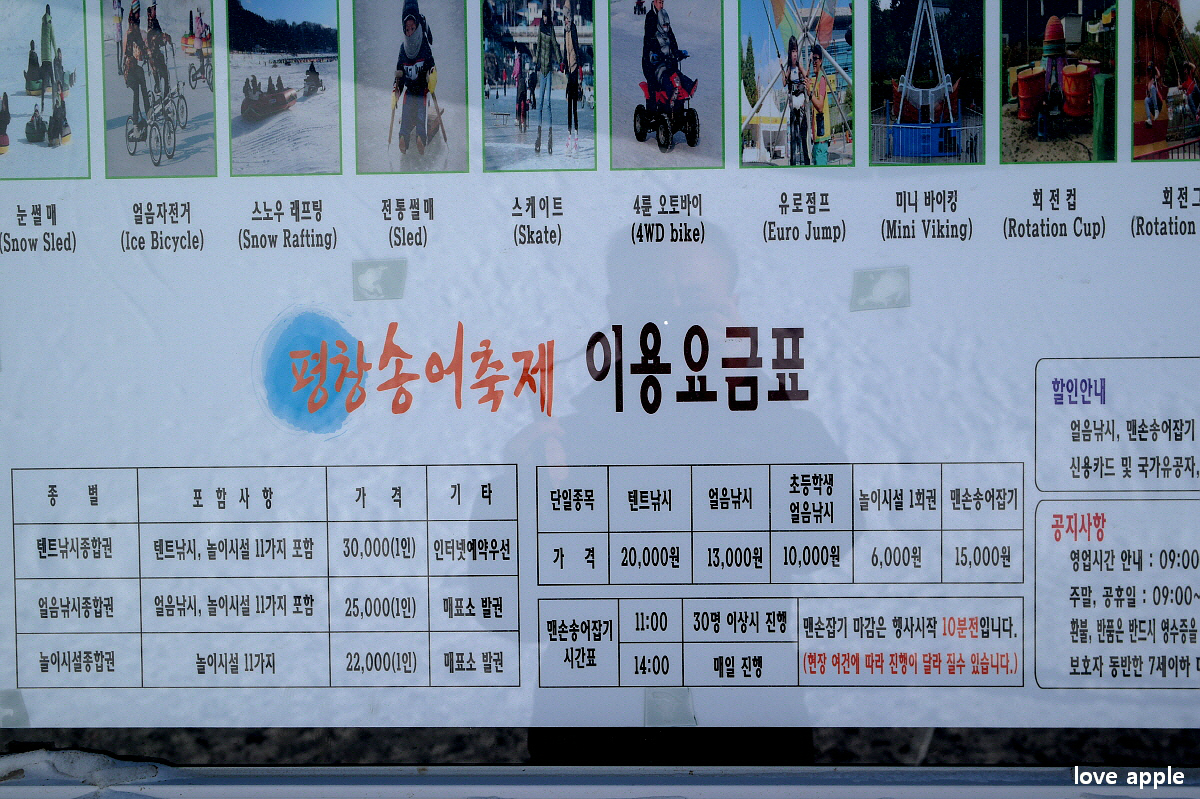 눈썰매 얼음자전거 스노우 래프팅 전통썰매 스케이트 4륜 오토바이 유로점프 미니 바이킹 회전컵 회전그
(Snow Sled) (Ice Bicycle) (Snow Rafting) (Sled) (Skate) (4WD bike) (Euro Jump) (Mini Viking) (Rotation Cup) (Rotation
평창송어축제 이용요금표
종 별 포 함 사 항 가 격 기 타
텐트낚시종합권 텐트낚시, 놀이시설 11가지 포함 30,000(1인) 인터넷예약우선
얼음낚시종합권 얼음낚시, 놀이시설 11가지 포함 25,000(1인) 매표소 발권
놀이시설종합권 놀이시설 11가지 22,000(1인) 매표소 발권
단일종목 텐트낚시 얼음낚시 초등학생 얼음낚시 놀이시설 1회권 맨손송어잡기
가 격 20,000원 13,000원 10,000원 6,000원 15,000원
맨손송어잡기 시간표
11:00 30명 이상시 진행
14:00 매일 진행
맨손잡기 마감은 행사시작 10분전입니다.
(현장 여건에 따라 진행이 달라 질수 있습니다.)
할인안내
얼음낚시, 맨손송어잡기
신용카드 및 국가유공자,
공지사항
영업시간 안내 : 09:00
주말, 공휴일 : 09:00~
환불, 반품은 반드시 영수증을
보호자 동반한 7세이하
love apple